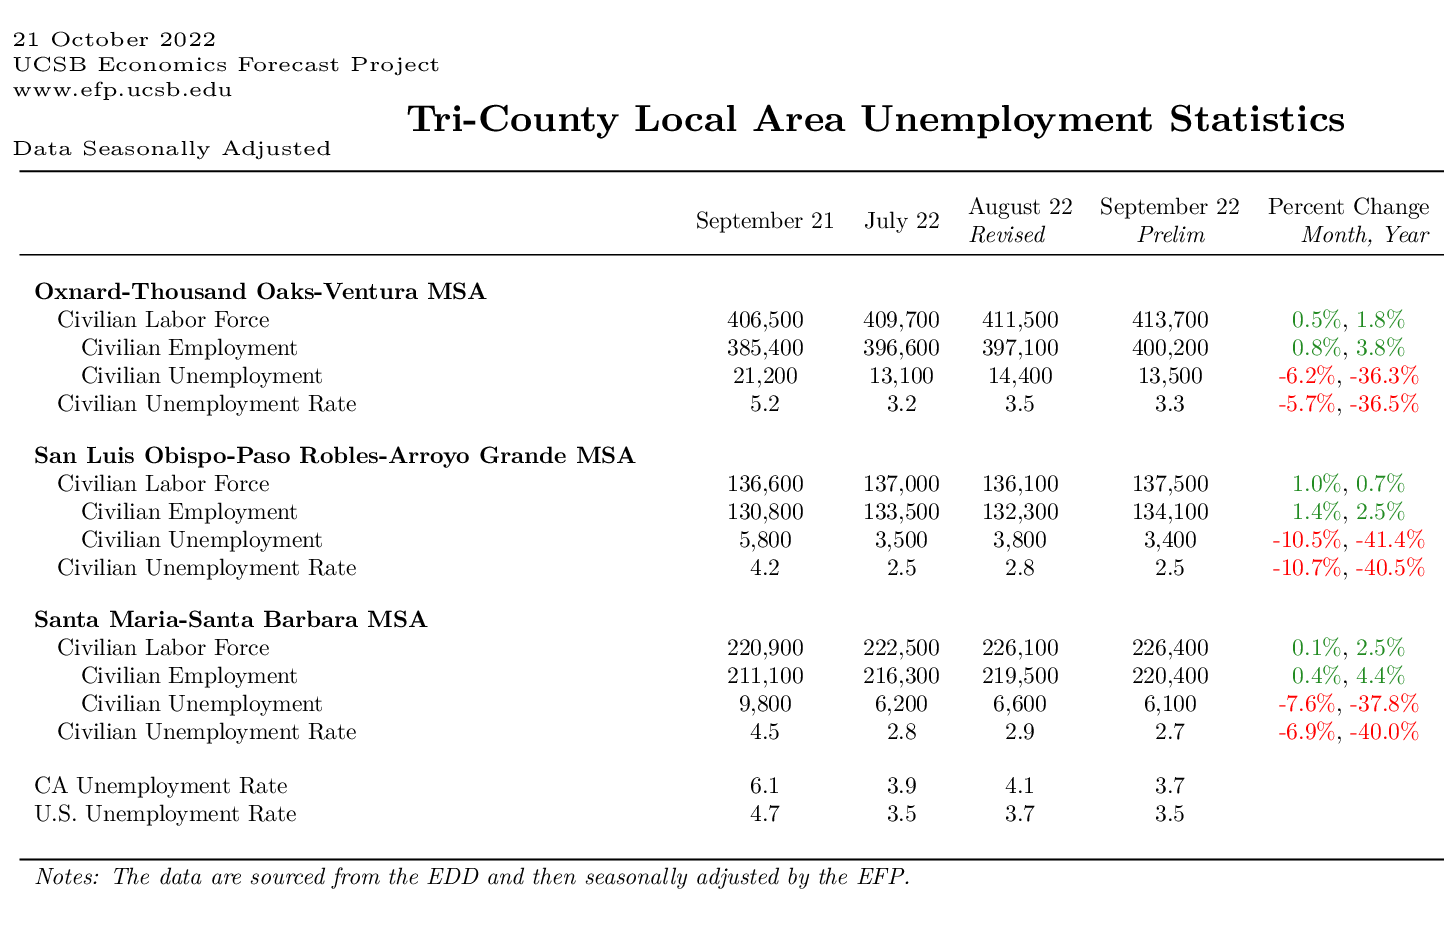 21 October 2022
UCSB Economics Forecast Project
www.efp.ucsb.edu
Tri-County Local Area Unemployment Statistics
Data Seasonally Adjusted
September 21 July 22 August 22 Revised September 22 Prelim Percent Change Month, Year
Oxnard-Thousand Oaks-Ventura MSA
Civilian Labor Force 406,500 409,700 411,500 413,700 0.5%, 1.8%
Civilian Employment 385,400 396,600 397,100 400,200 0.8%, 3.8%
Civilian Unemployment 21,200 13,100 14,400 13,500 -6.2%, -36.3%
Civilian Unemployment Rate 5.2 3.2 3.5 3.3 -5.7%, -36.5%
San Luis Obispo-Paso Robles-Arroyo Grande MSA
Civilian Labor Force 136,600 137,000 136,100 137,500 1.0%, 0.7%
Civilian Employment 130,800 133,500 132,300 134,100 1.4%, 2.5%
Civilian Unemployment 5,800 3,500 3,800 3,400 -10.5%, -41.4%
Civilian Unemployment Rate 4.2 2.5 2.8 2.5 -10.7%, -40.5%
Santa Maria-Santa Barbara MSA
Civilian Labor Force 220,900 222,500 226,100 226,400 0.1%, 2.5%
Civilian Employment 211,100 216,300 219,500 220,400 0.4%, 4.4%
Civilian Unemployment 9,800 6,200 6,600 6,100 -7.6%, -37.8%
Civilian Unemployment Rate 4.5 2.8 2.9 2.7 -6.9%, -40.0%
CA Unemployment Rate 6.1 3.9 4.1 3.7
U.S. Unemployment Rate 4.7 3.5 3.7 3.5
Notes: The data are sourced from the EDD and then seasonally adjusted by the EFP.